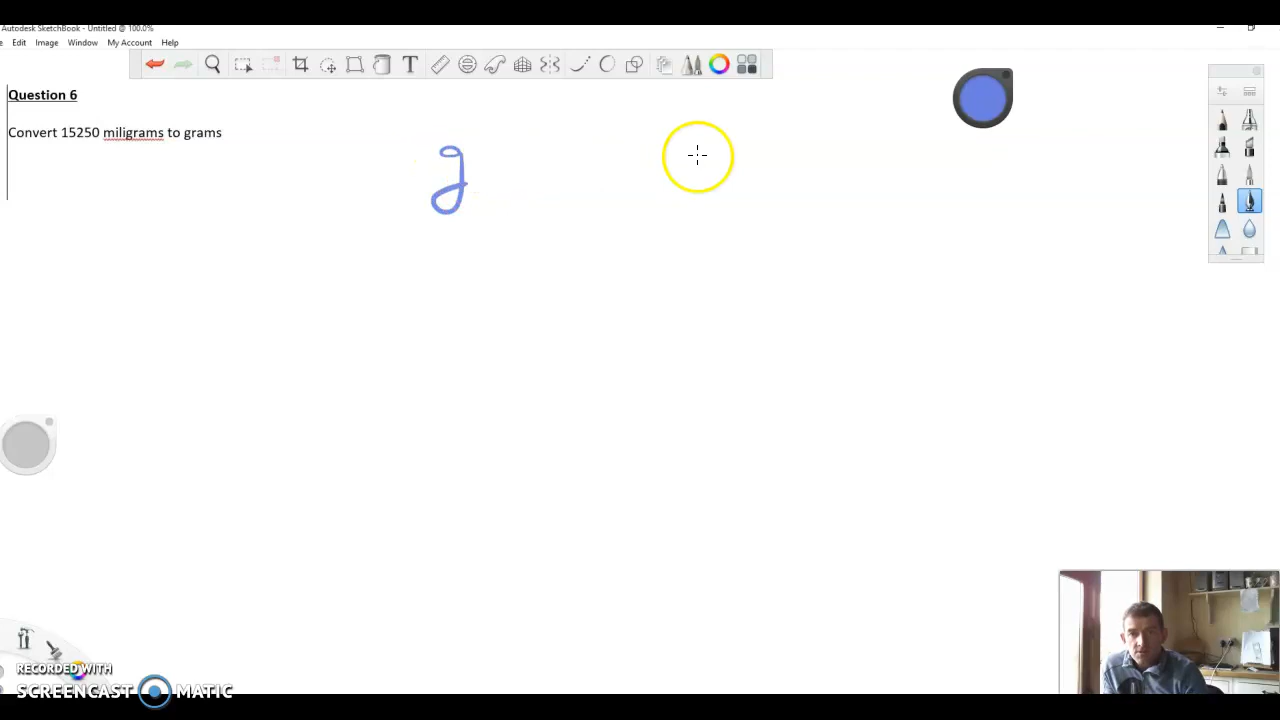 Autodesk SketchBook - Untitled @ 100.0%
Edit Image Window My Account Help
T
Question 6
Convert 15250 miligrams to grams
g
RECORDED WITH
SCREENCAST MATIC